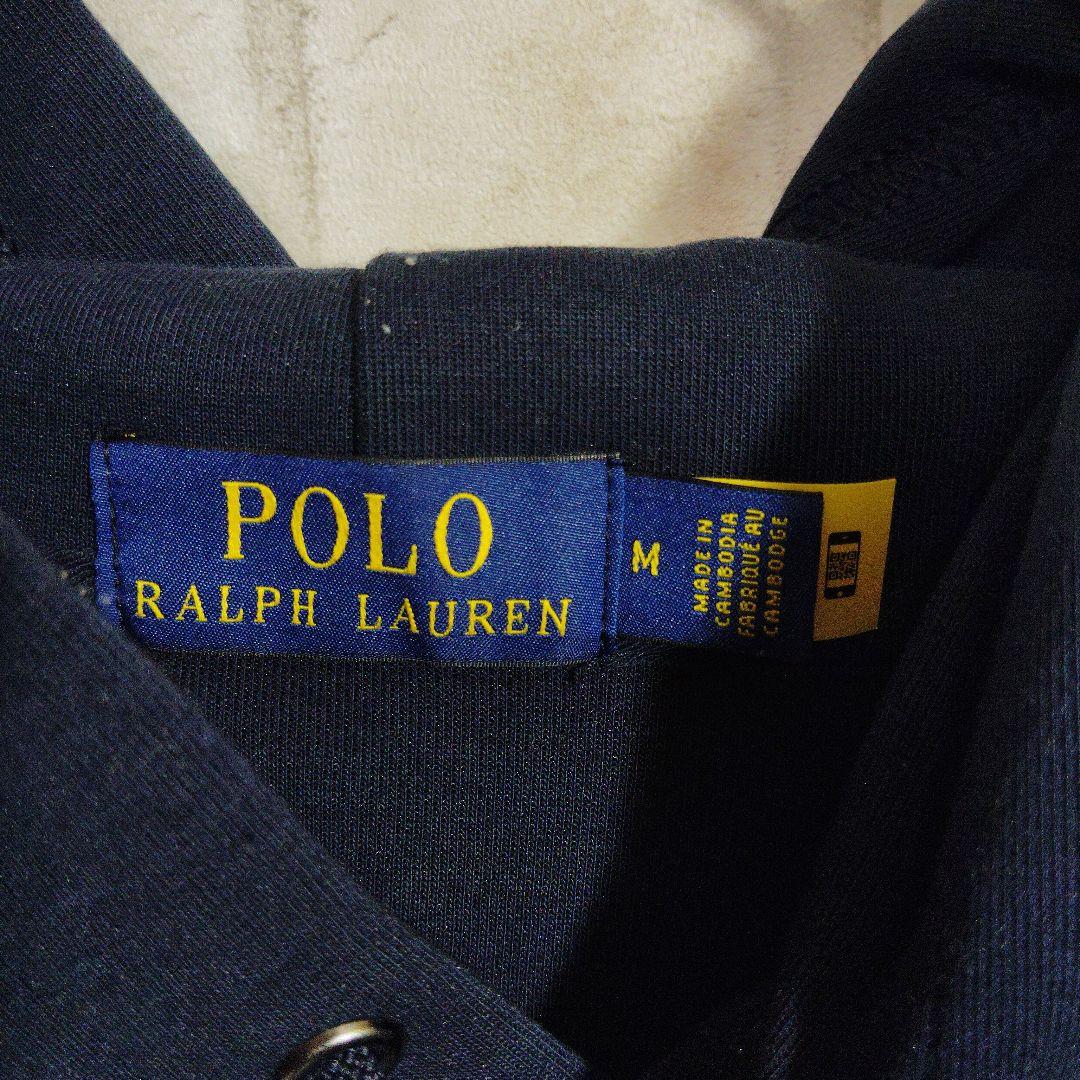 POLO
RALPH LAUREN
M
MADE IN
CAMBODIA
FABRIQUÉ AU
CAMBODGE